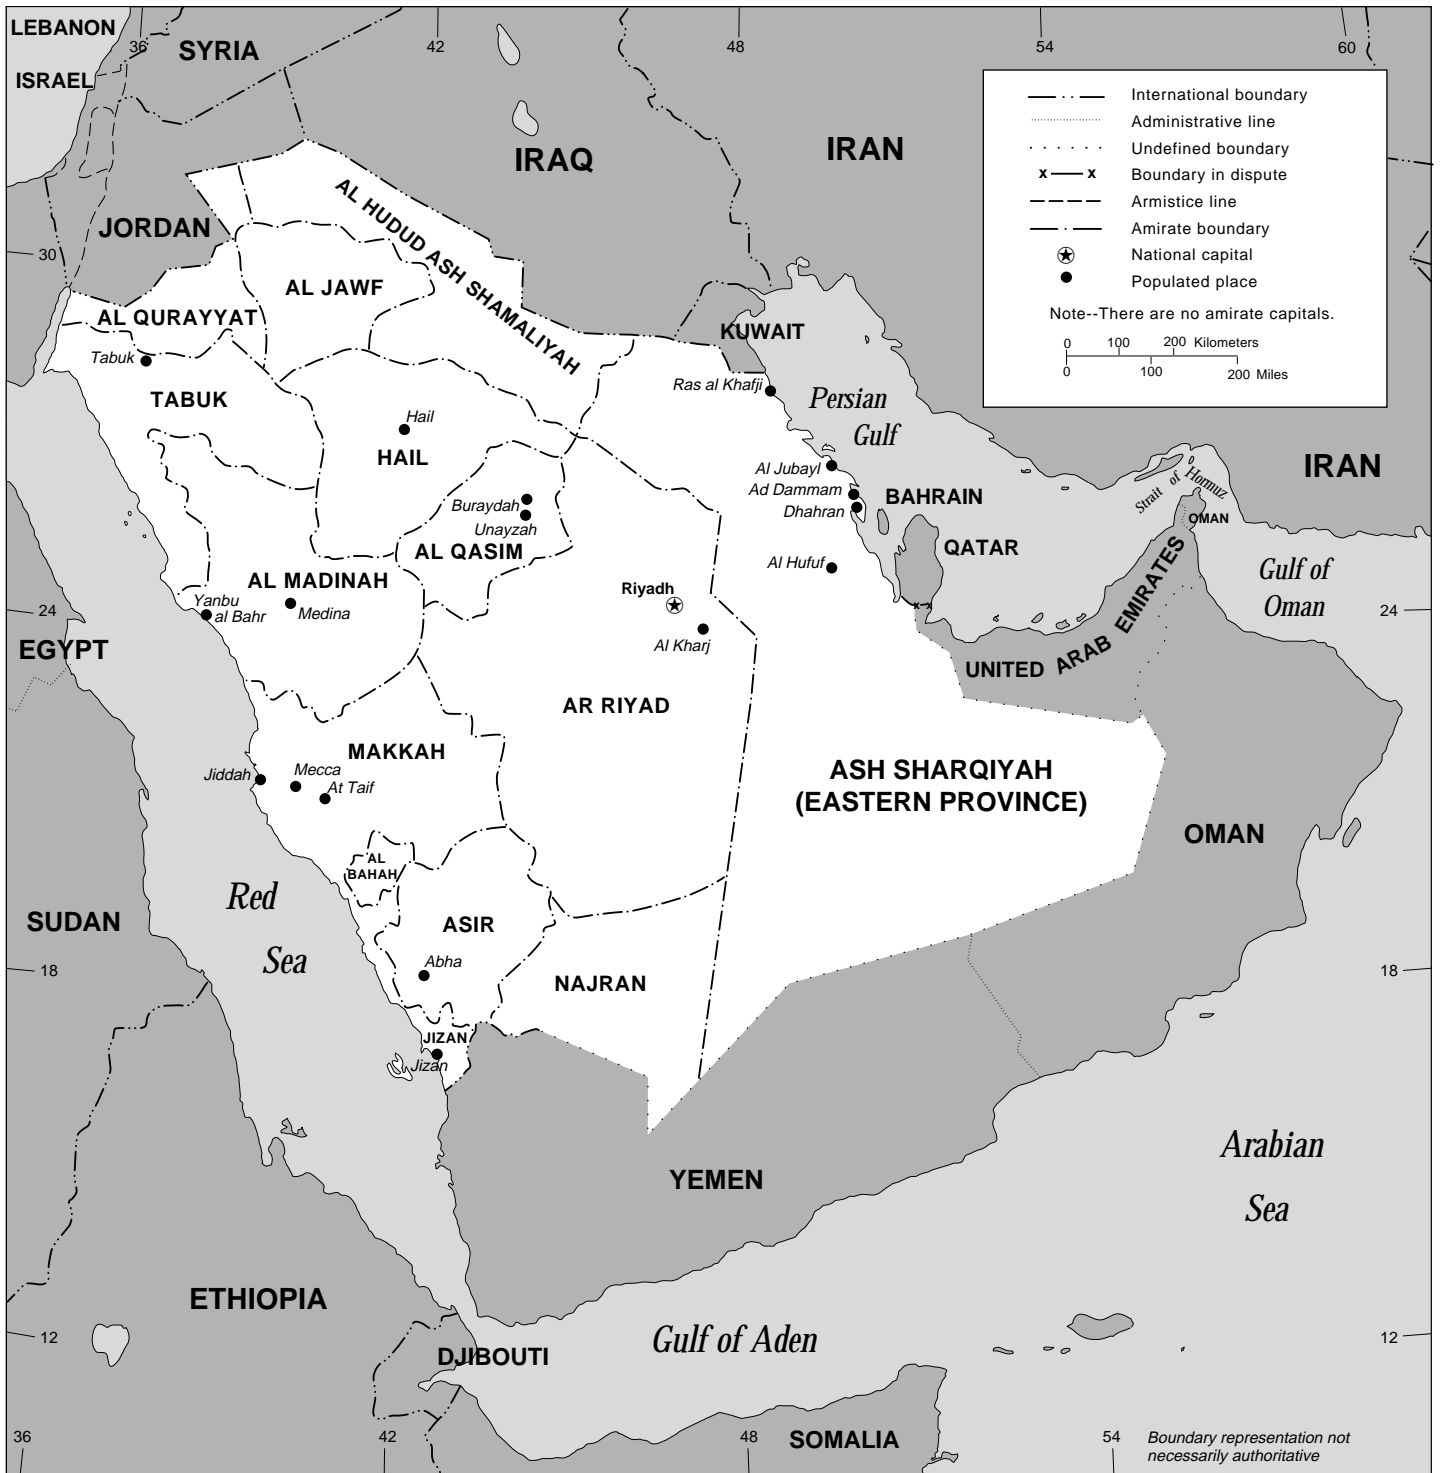 LEBANON
36
42
48
54
60
SYRIA
ISRAEL
IRAQ
IRAN
International boundary
Administrative line
Undefined boundary
x x Boundary in dispute
Armistice line
Amirate boundary
National capital
Populated place
Note--There are no amirate capitals.
0 100 200 Kilometers
0 100 200 Miles
JORDAN
AL HUDUD ASH SHAMALIYAH
30
AL JAWF
AL QURAYYAT
KUWAIT
Tabuk
TABUK
Ras al Khafji
Persian
Gulf
Hail
HAIL
IRAN
Al Jubayl
Ad Dammam
Dhahran
BAHRAIN
Strait of Hormuz
OMAN
Buraydah
Unayzah
AL QASIM
QATAR
Al Hufuf
Gulf of
Oman
AL MADINAH
Medina
Yanbu
al Bahr
Riyadh
Al Kharj
x x
24
24
EGYPT
UNITED ARAB EMIRATES
AR RIYAD
MAKKAH
Jiddah
Mecca
At Taif
ASH SHARQIYAH
(EASTERN PROVINCE)
OMAN
AL
BAHAH
Red
Sea
SUDAN
ASIR
Abha
NAJRAN
18
18
JIZAN
Jizan
YEMEN
Arabian
Sea
ETHIOPIA
12
12
DJIBOUTI
Gulf of Aden
SOMALIA
36
42
48
54
Boundary representation not
necessarily authoritative